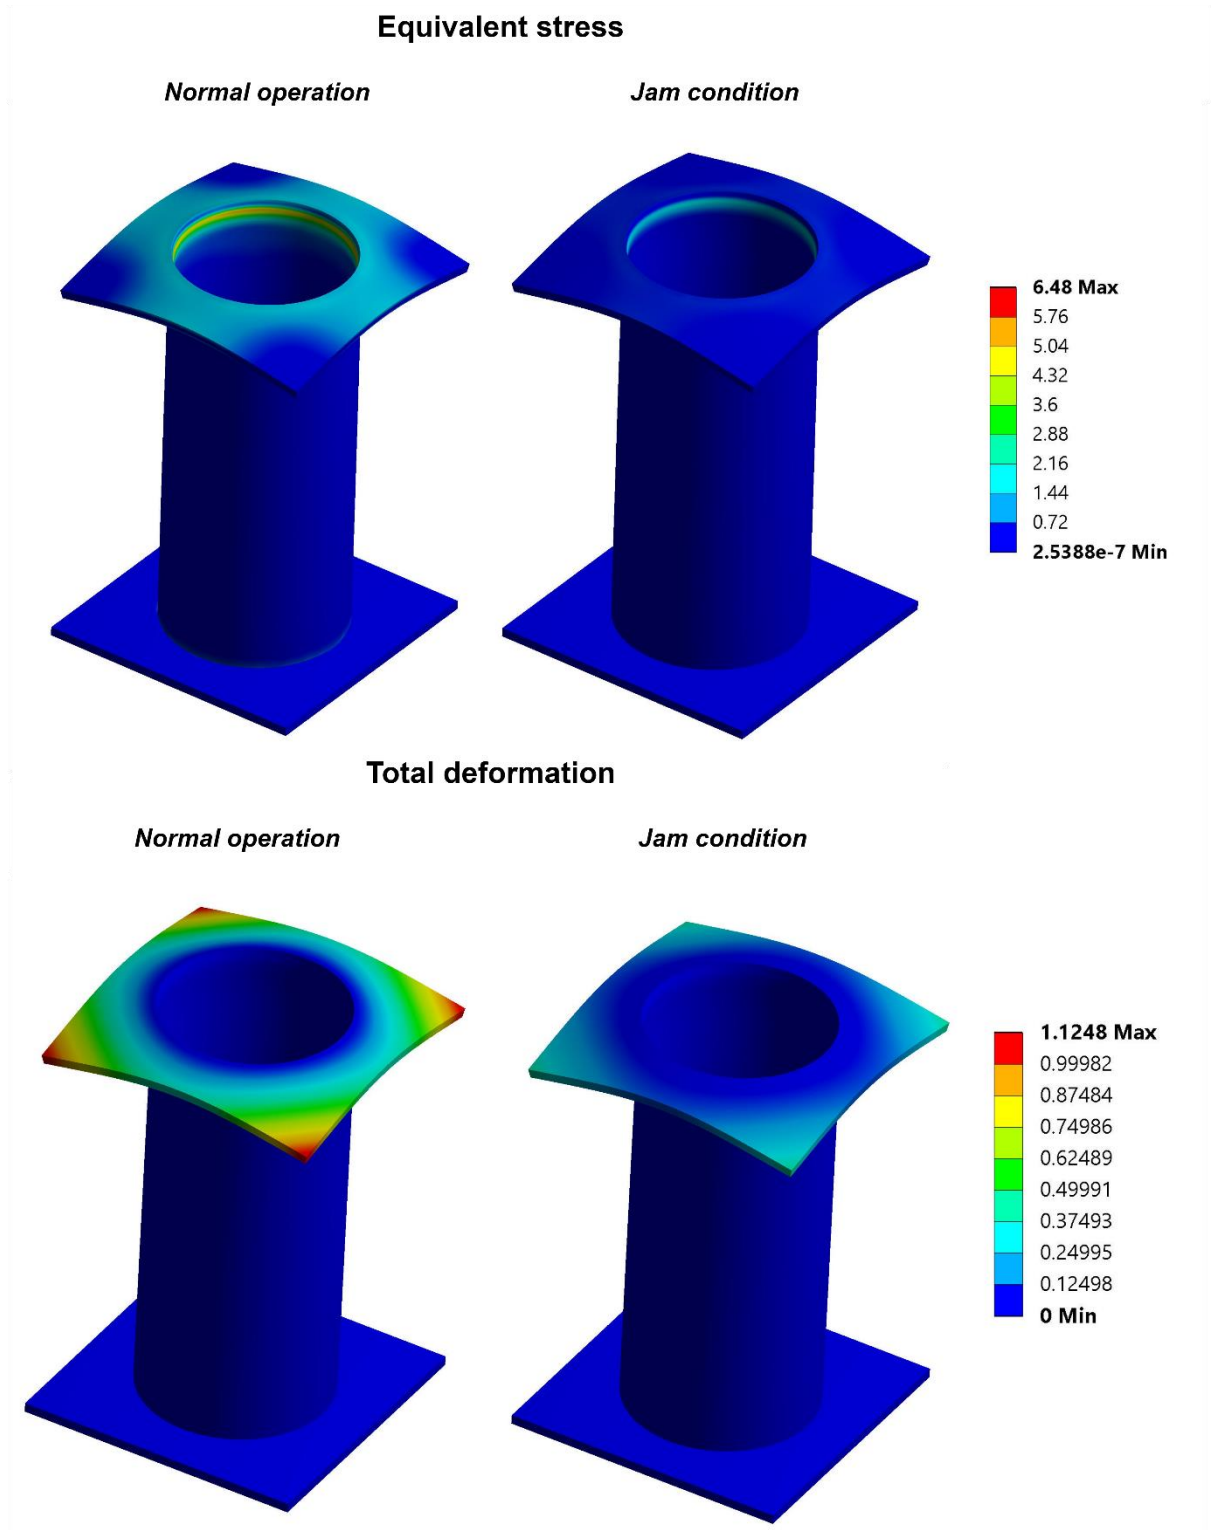 Equivalent stress
Normal operation
Jam condition
6.48 Max
5.76
5.04
4.32
3.6
2.88
2.16
1.44
0.72
2.5388e-7 Min
Total deformation
Normal operation
Jam condition
1.1248 Max
0.99982
0.87484
0.74986
0.62489
0.49991
0.37493
0.24995
0.12498
0 Min